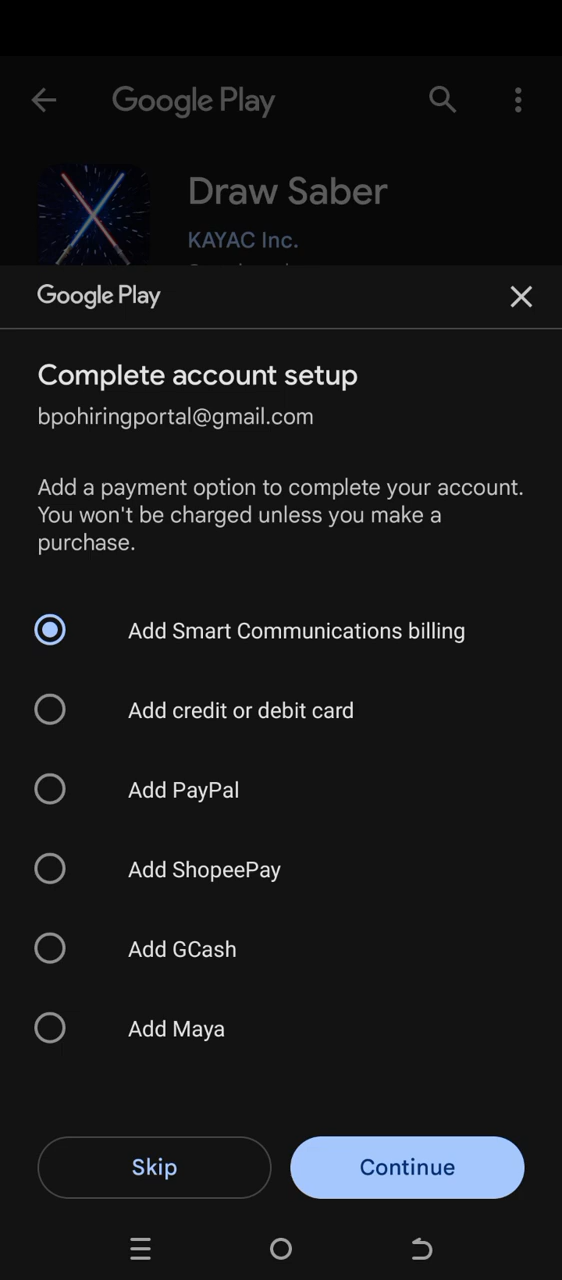 Google Play
Draw Saber
KAYAC Inc.
Google Play
Complete account setup
bpohiringportal@gmail.com
Add a payment option to complete your account.
You won't be charged unless you make a
purchase.
Add Smart Communications billing
Add credit or debit card
Add PayPal
Add ShopeePay
Add GCash
Add Maya
Skip
Continue